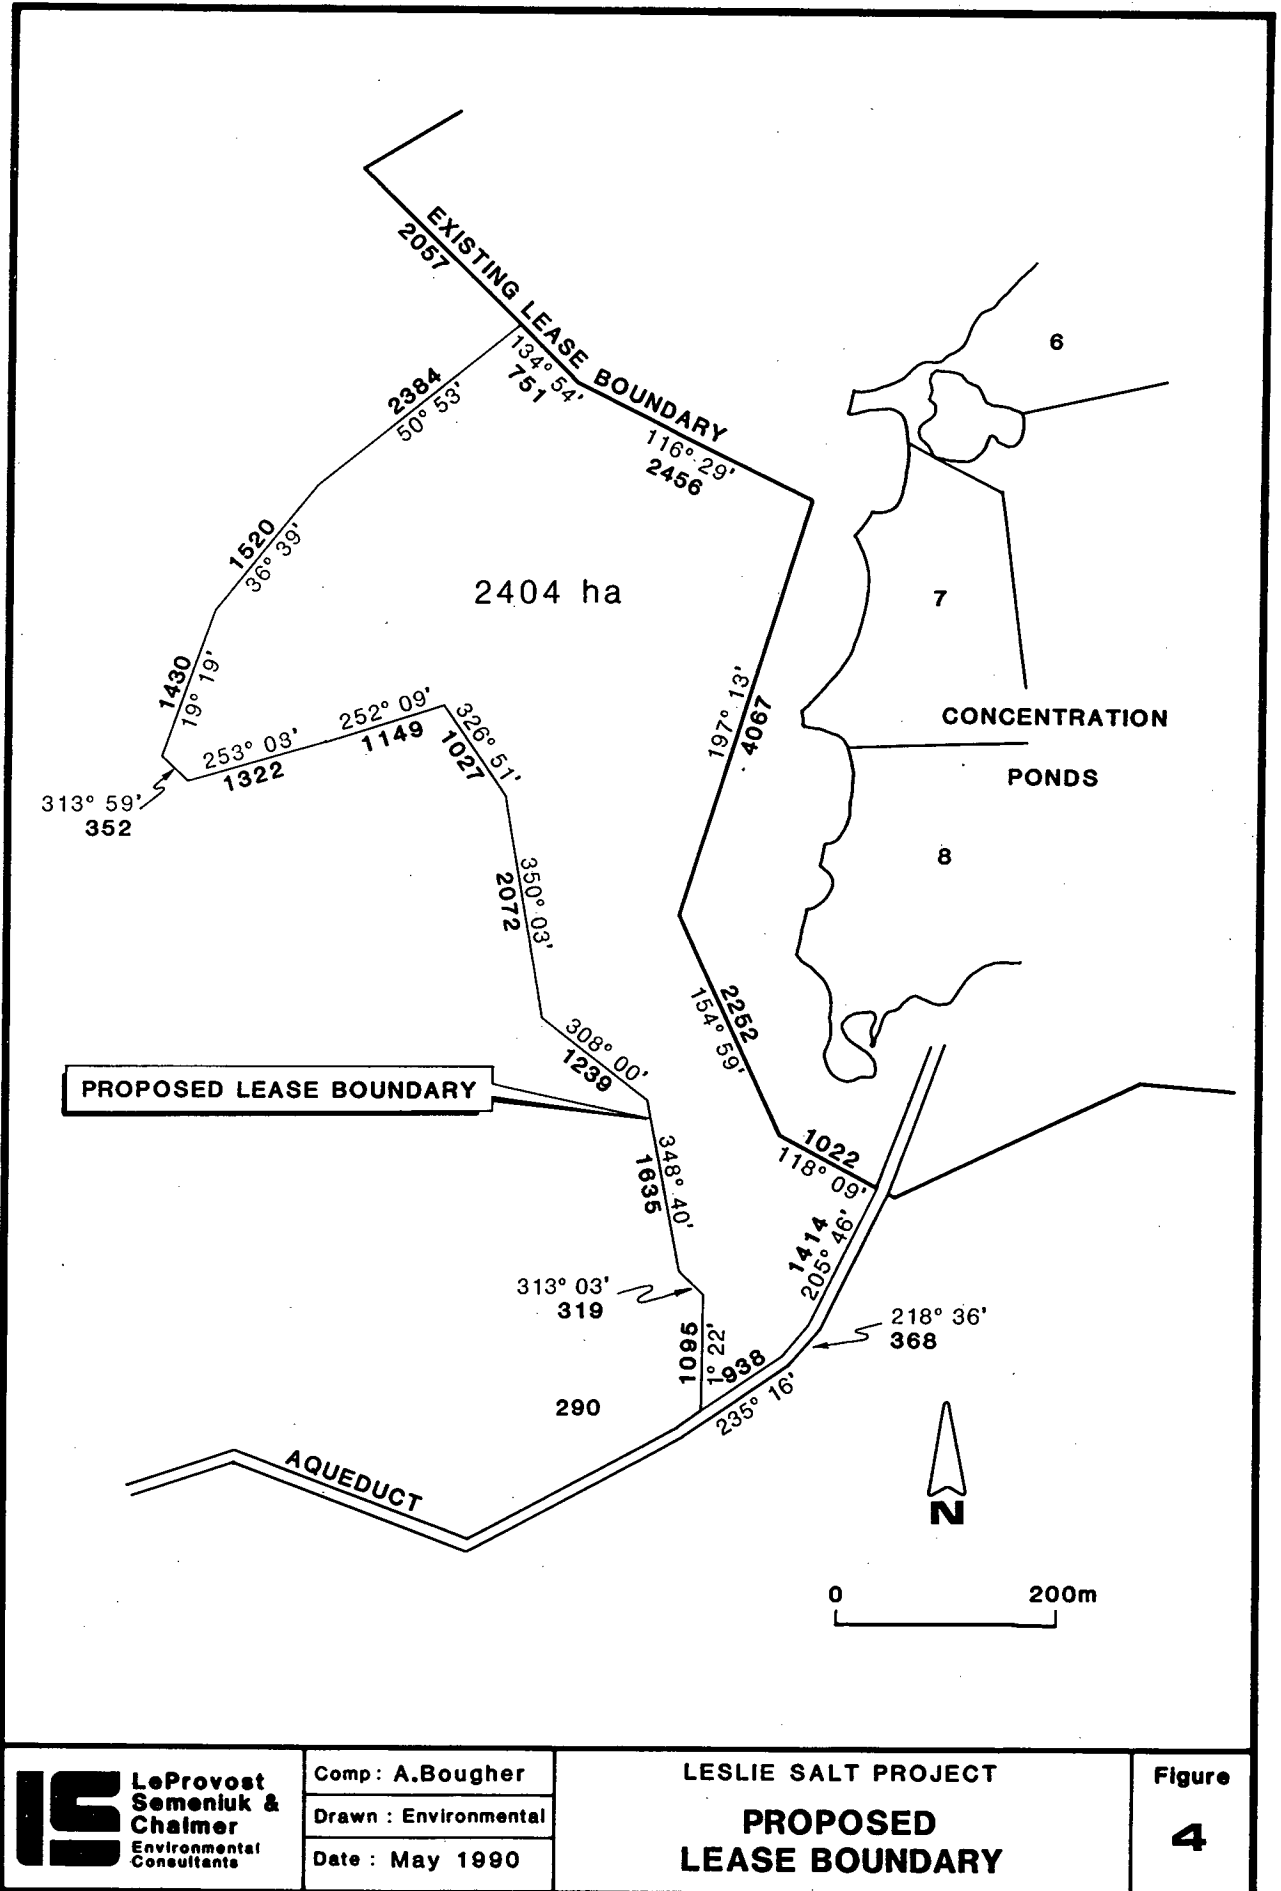 EXISTING LEASE BOUNDARY
2057
134° 54'
751
116° 29'
2456
2384
50° 53'
6
1520
36° 39'
2404 ha
7
1430
19° 19'
197° 13'
4067
252° 09'
1149
326° 51'
1027
253° 03'
1322
CONCENTRATION
PONDS
313° 59'
352
8
350° 03'
2072
2252
154° 59'
308° 00'
1239
PROPOSED LEASE BOUNDARY
348° 40'
1635
1022
118° 09'
1414
205° 46'
313° 03'
319
218° 36'
368
1095
1° 22'
938
235° 16'
290
AQUEDUCT
N
0 200m
LeProvost
Semeniuk &
Chalmer
Environmental
Consultants
Comp : A.Bougher
Drawn : Environmental
Date : May 1990
LESLIE SALT PROJECT
PROPOSED
LEASE BOUNDARY
Figure
4